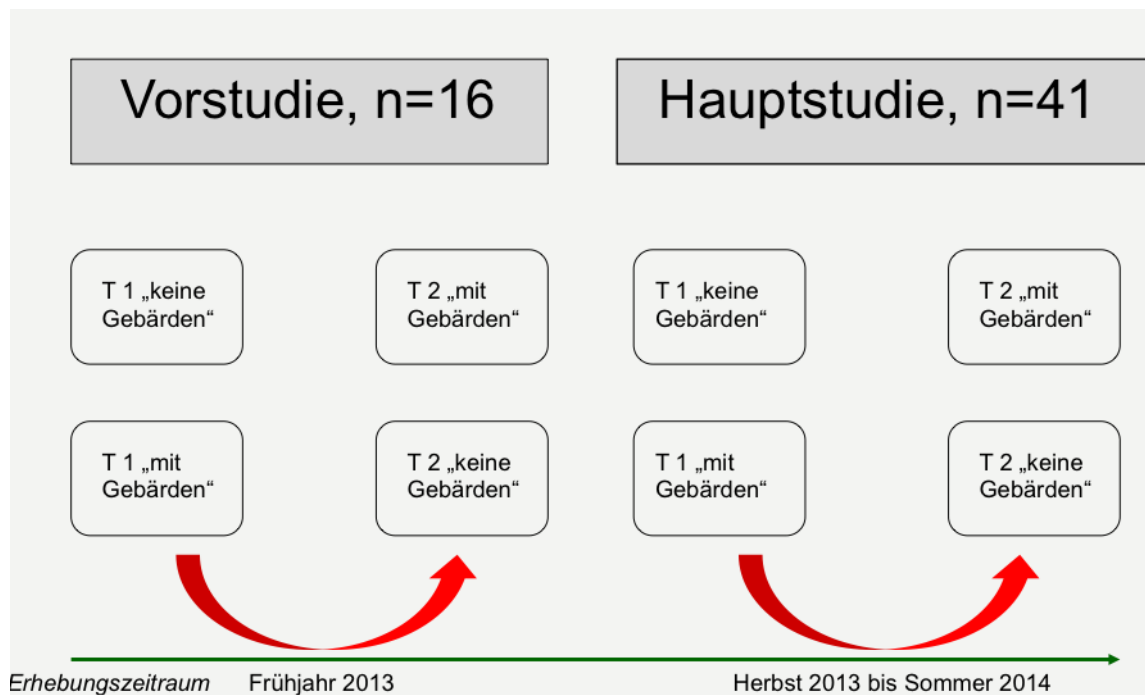 Vorstudie, n=16
Hauptstudie, n=41
T 1 „keine
Gebärden“
T 2 „mit
Gebärden“
T 1 „keine
Gebärden“
T 2 „mit
Gebärden“
T 1 „mit
Gebärden“
T 2 „keine
Gebärden“
T 1 „mit
Gebärden“
T 2 „keine
Gebärden“
Erhebungszeitraum
Frühjahr 2013
Herbst 2013 bis Sommer 2014